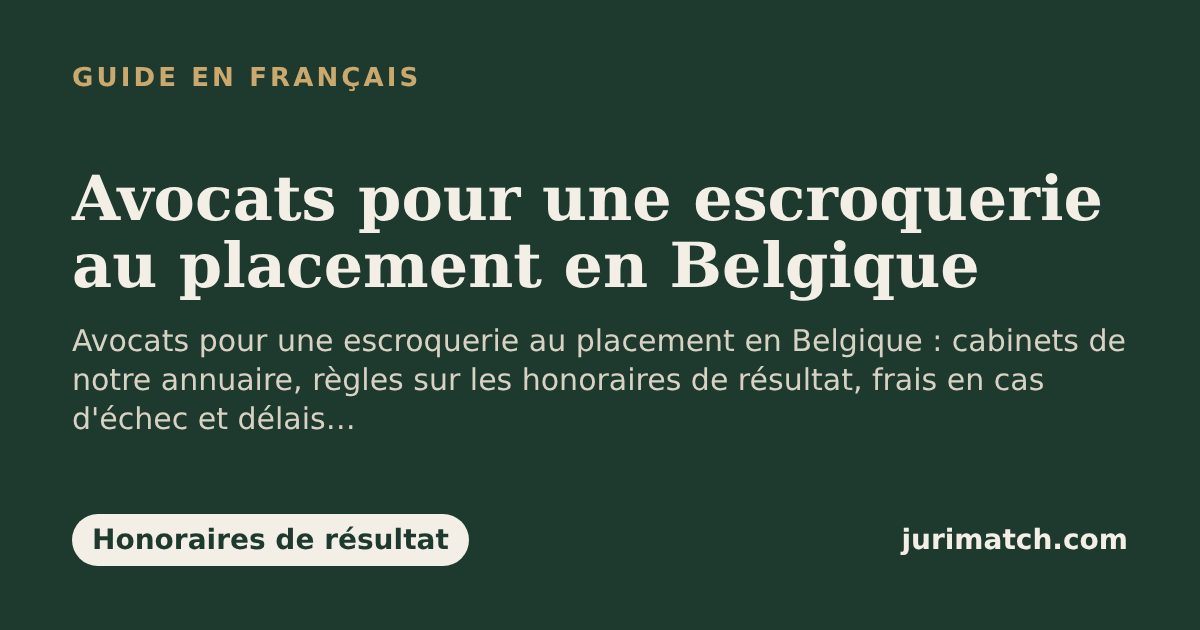 GUIDE EN FRANÇAIS
Avocats pour une escroquerie
au placement en Belgique
Avocats pour une escroquerie au placement en Belgique : cabinets de
notre annuaire, règles sur les honoraires de résultat, frais en cas
d'échec et délais…
Honoraires de résultat
jurimatch.com